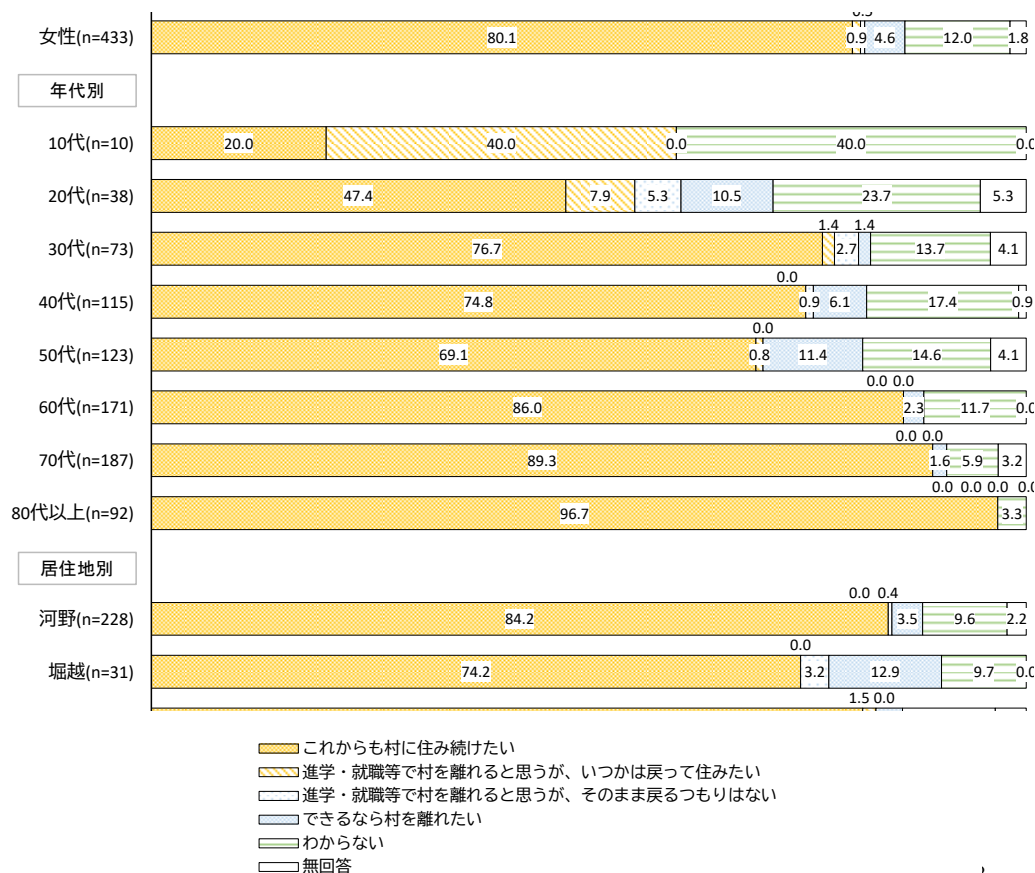 女性(n=433) 80.1 0.9 4.6 12.0 1.8
年代別
10代(n=10) 20.0 40.0 0.0 40.0 0.0
20代(n=38) 47.4 7.9 5.3 10.5 23.7 5.3
1.4 1.4
30代(n=73) 76.7 2.7 13.7 4.1
0.0
40代(n=115) 74.8 0.9 6.1 17.4 0.9
0.0
50代(n=123) 69.1 0.8 11.4 14.6 4.1
0.0 0.0
60代(n=171) 86.0 2.3 11.7 0.0
0.0 0.0
70代(n=187) 89.3 1.6 5.9 3.2
0.0 0.0 0.0 0.0
80代以上(n=92) 96.7 3.3
居住地別
0.0 0.4
河野(n=228) 84.2 3.5 9.6 2.2
0.0
堀越(n=31) 74.2 3.2 12.9 9.7 0.0
1.5 0.0
これからも村に住み続けたい
進学・就職等で村を離れると思うが、いつかは戻って住みたい
進学・就職等で村を離れると思うが、そのまま戻るつもりはない
できるなら村を離れたい
わからない
無回答